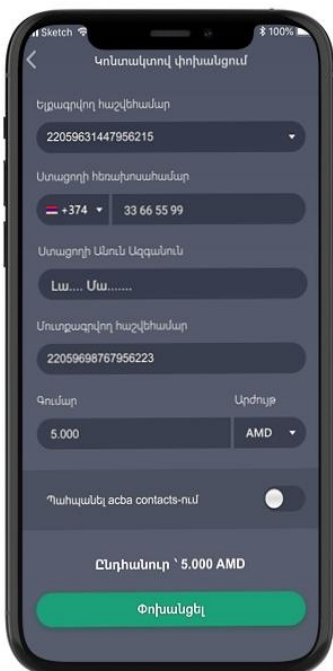 Sketch
100%
Կոնտակտով փոխանցում
Ելքագրվող հաշվեհամար
22059631447956215
Ստացողի հեռախոսահամար
+374 33 66 55 99
Ստացողի Անուն Ազգանուն
Լա.... Մա.......
Մուտքագրվող հաշվեհամար
22059698767956223
Գումար Արժույթ
5.000 AMD
Պահպանել acba contacts-ում
Ընդհանուր ՝ 5.000 AMD
Փոխանցել